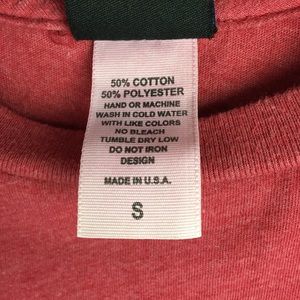 50% COTTON
50% POLYESTER
HAND OR MACHINE
WASH IN COLD WATER
WITH LIKE COLORS
NO BLEACH
TUMBLE DRY LOW
DO NOT IRON
DESIGN
MADE IN U.S.A.
S